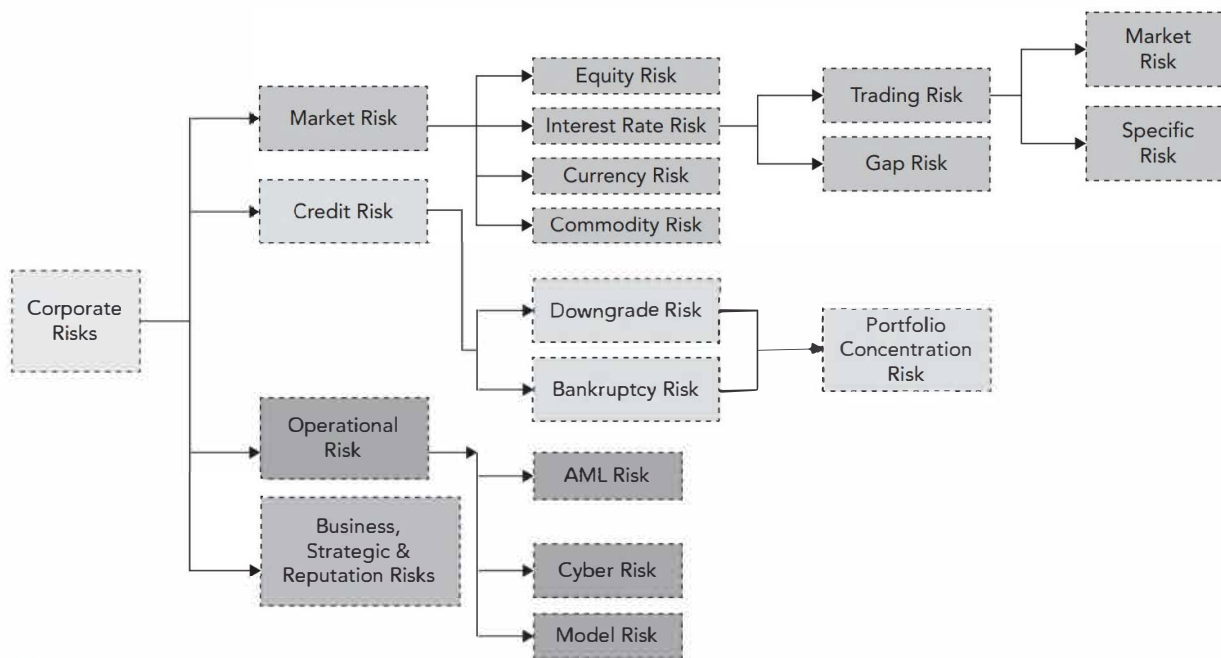 Corporate
Risks
Market Risk
Credit Risk
Operational
Risk
Business,
Strategic &
Reputation Risks
Equity Risk
Interest Rate Risk
Currency Risk
Commodity Risk
Downgrade Risk
Bankruptcy Risk
AML Risk
Cyber Risk
Model Risk
Trading Risk
Gap Risk
Portfolio
Concentration
Risk
Market
Risk
Specific
Risk